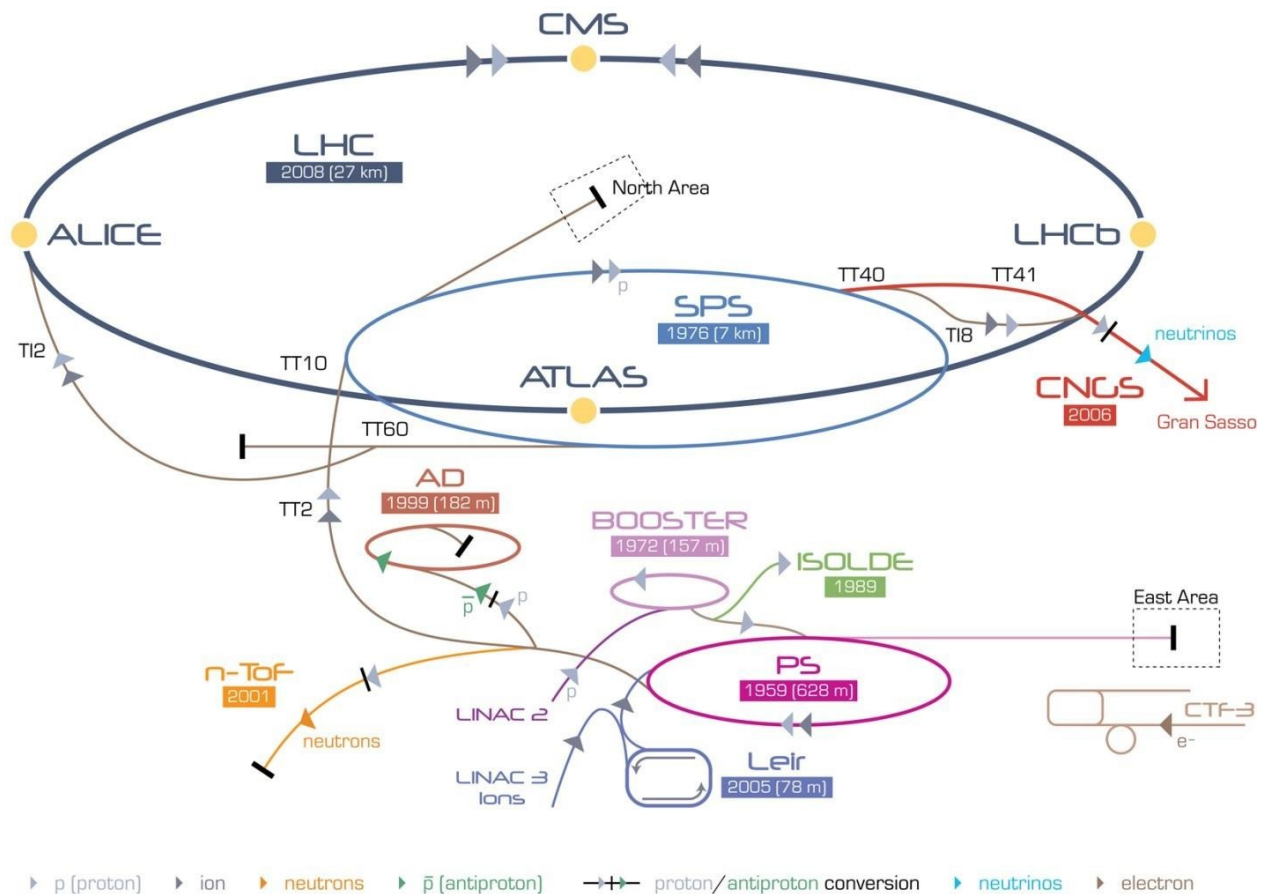 CMS
LHC
2008 (27 km)
North Area
ALICE
LHCb
TT40
TT41
p
SPS
1976 (7 km)
TI8
neutrinos
TI2
TT10
ATLAS
CNGS
2006
Gran Sasso
TT60
AD
1999 (182 m)
TT2
BOOSTER
1972 (157 m)
ISOLDE
1989
p̄
p
East Area
n-ToF
2001
PS
1959 (628 m)
p
LINAC 2
CTF-3
e-
neutrons
LINAC 3
Ions
Leir
2005 (78 m)
p (proton)
ion
neutrons
p̄ (antiproton)
proton/antiproton conversion
neutrinos
electron